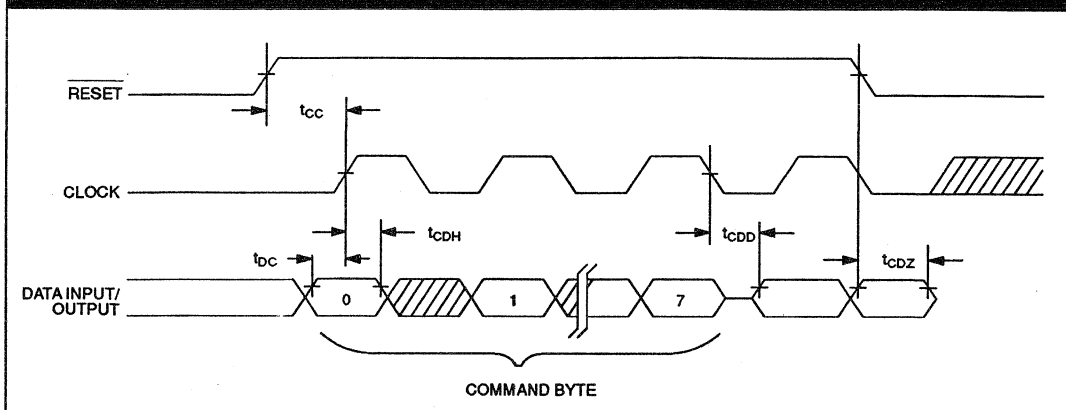 RESET
tCC
CLOCK
tCDH
tCDD
tDC
tCDZ
DATA INPUT/
OUTPUT
0
1
7
COMMAND BYTE